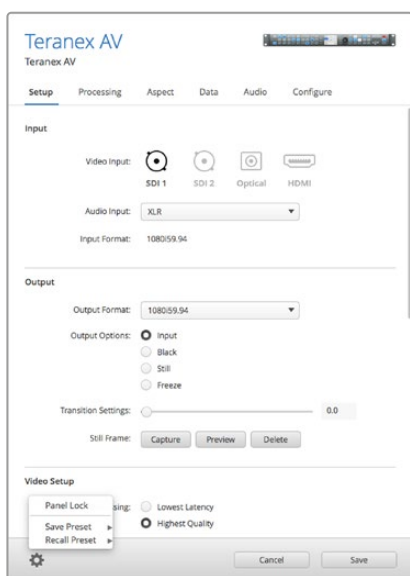 Teranex AV
Teranex AV
Setup Processing Aspect Data Audio Configure
Input
Video Input:
SDI 1 SDI 2 Optical HDMI
Audio Input: XLR
Input Format: 1080i59.94
Output
Output Format: 1080i59.94
Output Options: Input
Black
Still
Freeze
Transition Settings: 0.0
Still Frame: Capture Preview Delete
Video Setup
Panel Lock
sing: Lowest Latency
Save Preset
Highest Quality
Recall Preset
Cancel Save